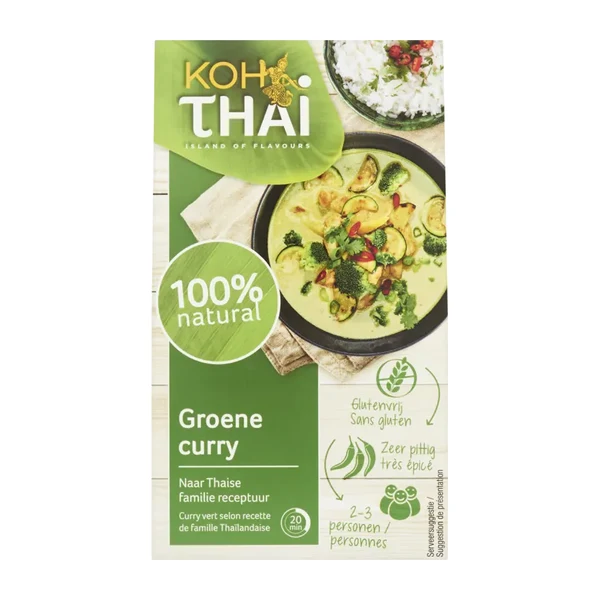 KOH
THAI
ISLAND OF FLAVOURS
100%
natural
Groene
curry
Naar Thaise
familie receptuur
Curry vert selon recette
de famille Thaïlandaise
20
min
Glutenvrij
Sans gluten
Zeer pittig
très épicé
2-3
personen /
personnes
Serveersuggestie /
Suggestion de présentation